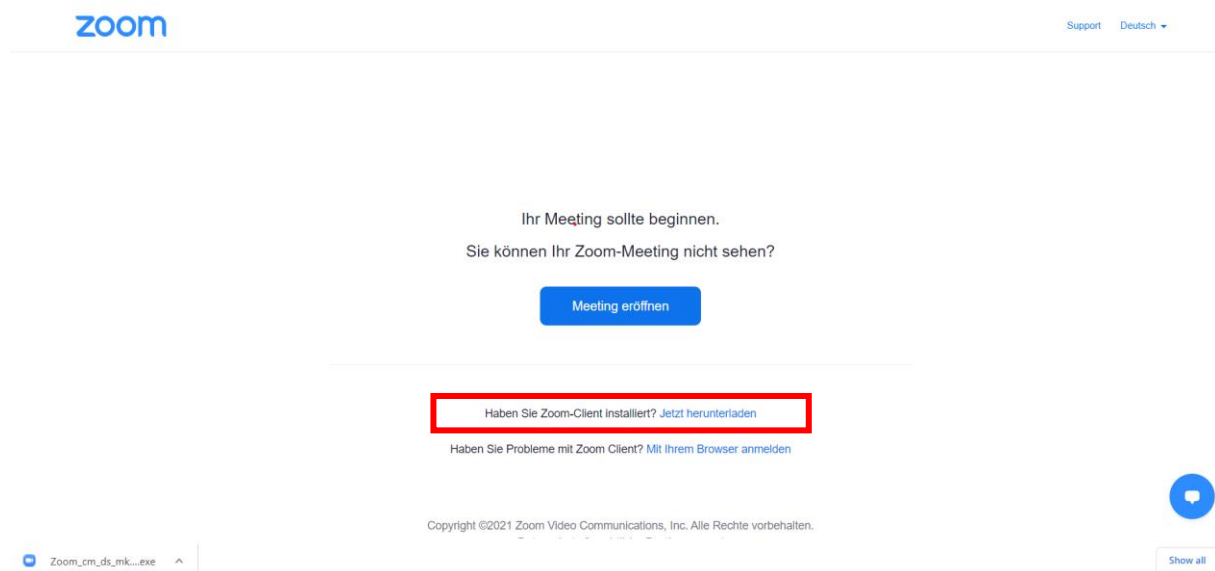 zoom
Support Deutsch
Ihr Meeting sollte beginnen.
Sie können Ihr Zoom-Meeting nicht sehen?
Meeting eröffnen
Haben Sie Zoom-Client installiert? Jetzt herunterladen
Haben Sie Probleme mit Zoom Client? Mit Ihrem Browser anmelden
Copyright ©2021 Zoom Video Communications, Inc. Alle Rechte vorbehalten.
Zoom_cm_ds_mk....exe
Show all